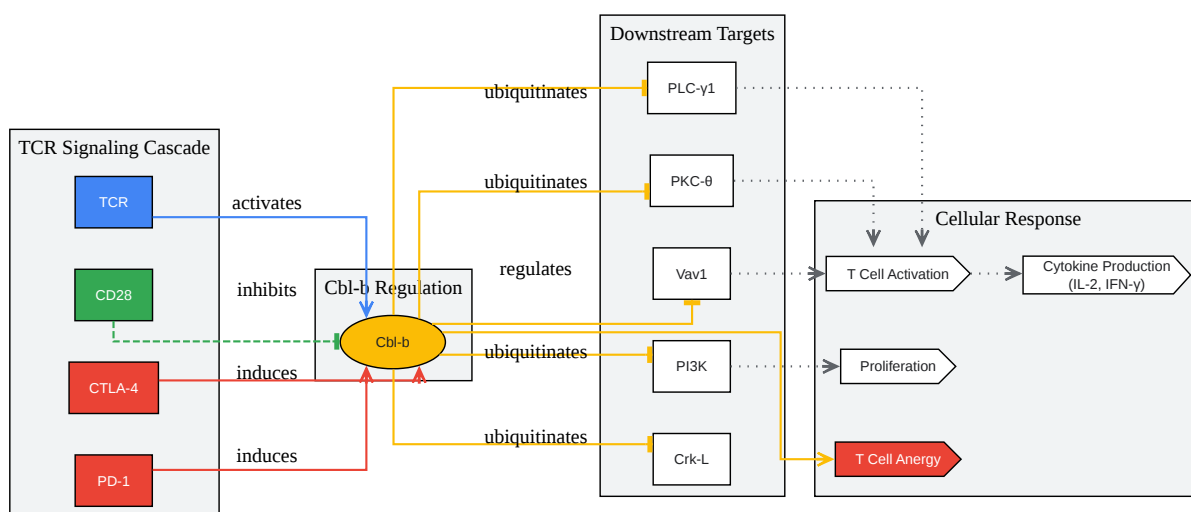 TCR Signaling Cascade
TCR
CD28
CTLA-4
PD-1
activates
inhibits
induces
induces
Cbl-b Regulation
Cbl-b
ubiquitinates
ubiquitinates
regulates
ubiquitinates
ubiquitinates
Downstream Targets
PLC-γ1
PKC-θ
Vav1
PI3K
Crk-L
Cellular Response
T Cell Activation
Cytokine Production
(IL-2, IFN-γ)
Proliferation
T Cell Anergy